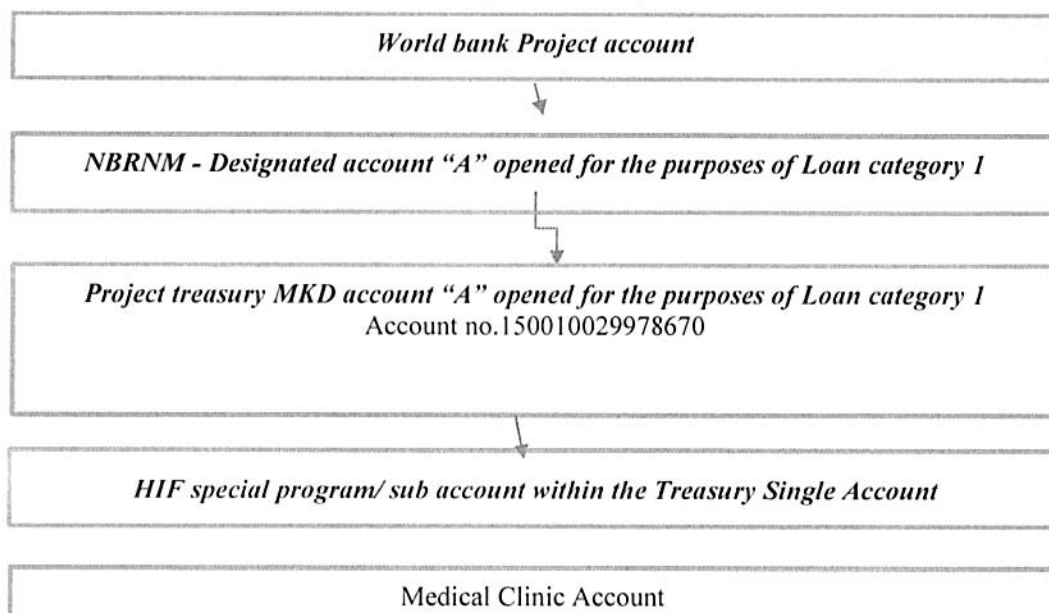 World bank Project account
NBRNM - Designated account “A” opened for the purposes of Loan category 1
Project treasury MKD account “A” opened for the purposes of Loan category 1
Account no.150010029978670
HIF special program/ sub account within the Treasury Single Account
Medical Clinic Account